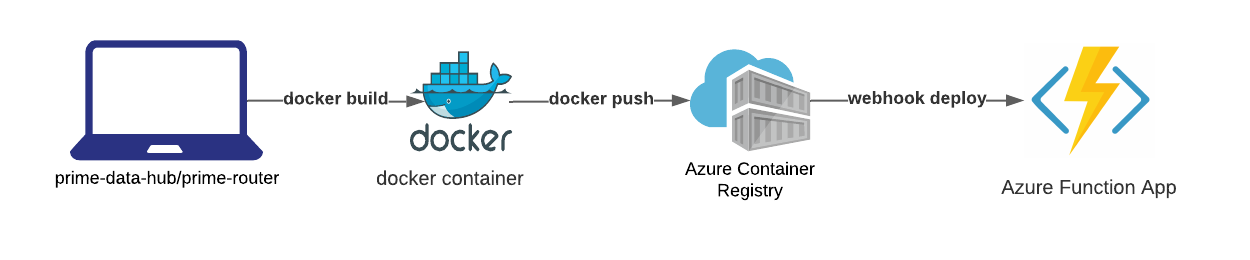 docker build
docker push
webhook deploy
docker
prime-data-hub/prime-router
docker container
Azure Container
Registry
Azure Function App